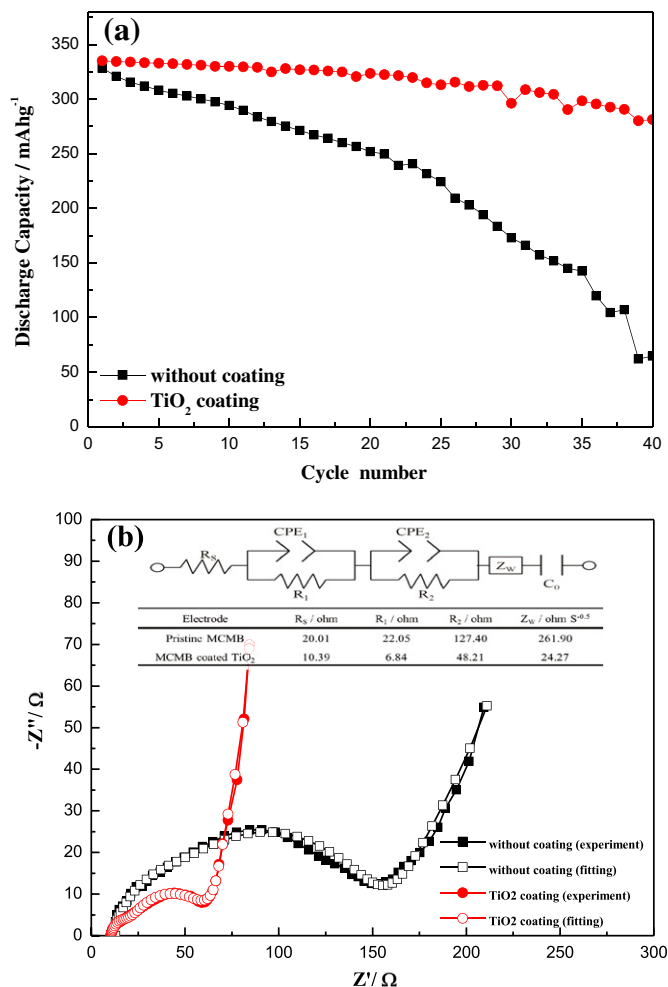 (a)
350
300
250
200
150
100
50
0
Discharge Capacity / mAhg⁻¹
without coating
TiO₂ coating
0 5 10 15 20 25 30 35 40
Cycle number
(b)
100
90
80
70
60
50
40
30
20
10
0
-Z''/ Ω
CPE₁ CPE₂
R_S R₁ R₂ Z_W C₀
Electrode R_S / ohm R₁ / ohm R₂ / ohm Z_W / ohm S⁻⁰·⁵
Pristine MCMB 20.01 22.05 127.40 261.90
MCMB coated TiO₂ 10.39 6.84 48.21 24.27
without coating (experiment)
without coating (fitting)
TiO2 coating (experiment)
TiO2 coating (fitting)
0 50 100 150 200 250 300
Z'/ Ω